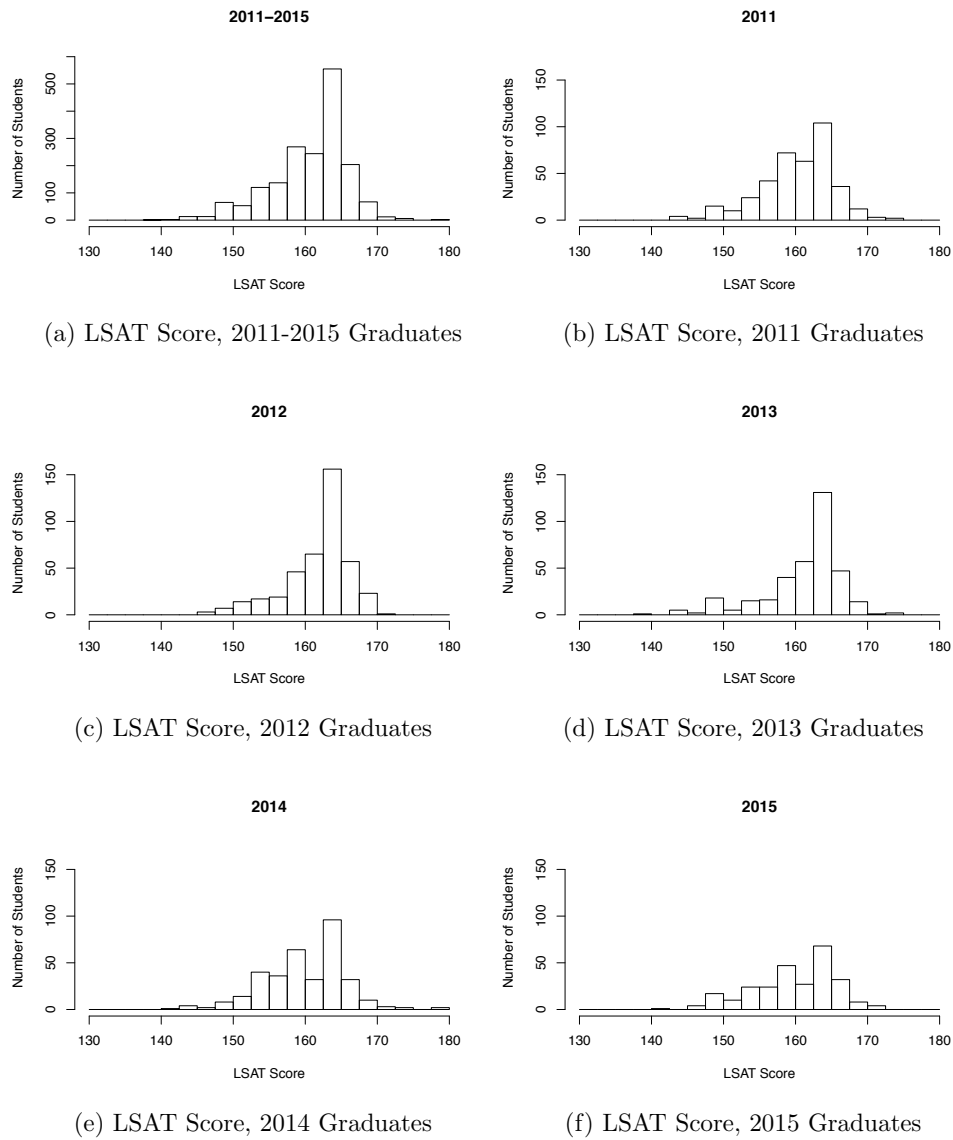 2011–2015
Number of Students
0 100 300 500
130 140 150 160 170 180
LSAT Score
(a) LSAT Score, 2011-2015 Graduates
2011
Number of Students
0 50 100 150
130 140 150 160 170 180
LSAT Score
(b) LSAT Score, 2011 Graduates
2012
Number of Students
0 50 100 150
130 140 150 160 170 180
LSAT Score
(c) LSAT Score, 2012 Graduates
2013
Number of Students
0 50 100 150
130 140 150 160 170 180
LSAT Score
(d) LSAT Score, 2013 Graduates
2014
Number of Students
0 50 100 150
130 140 150 160 170 180
LSAT Score
(e) LSAT Score, 2014 Graduates
2015
Number of Students
0 50 100 150
130 140 150 160 170 180
LSAT Score
(f) LSAT Score, 2015 Graduates